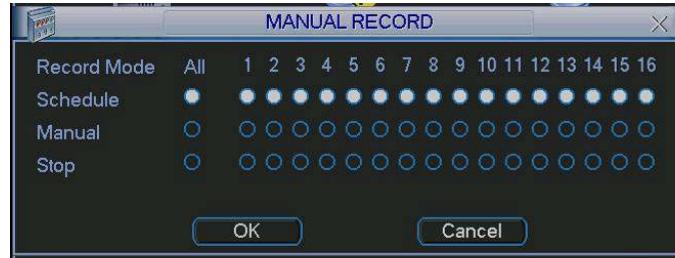 MANUAL RECORD
Record Mode All 1 2 3 4 5 6 7 8 9 10 11 12 13 14 15 16
Schedule
Manual
Stop
OK Cancel